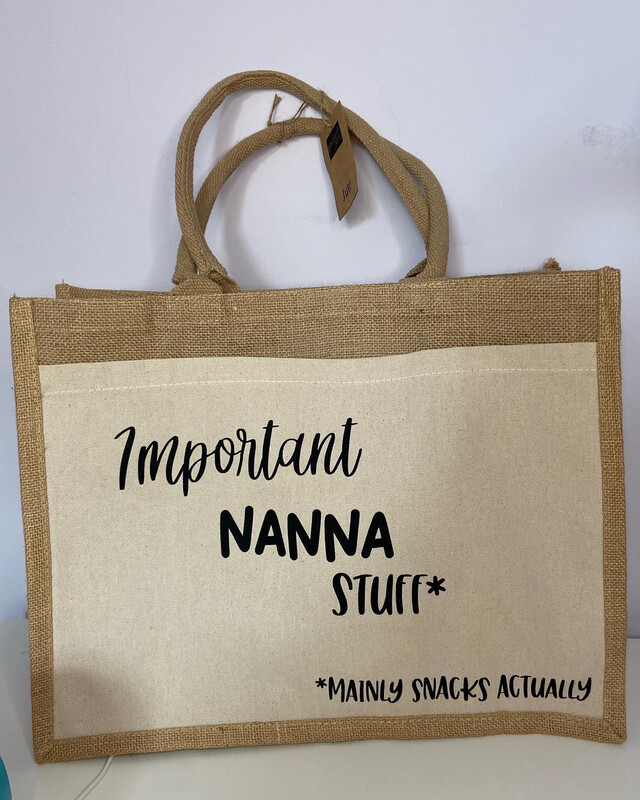 Important
NANNA
STUFF*
*MAINLY SNACKS ACTUALLY